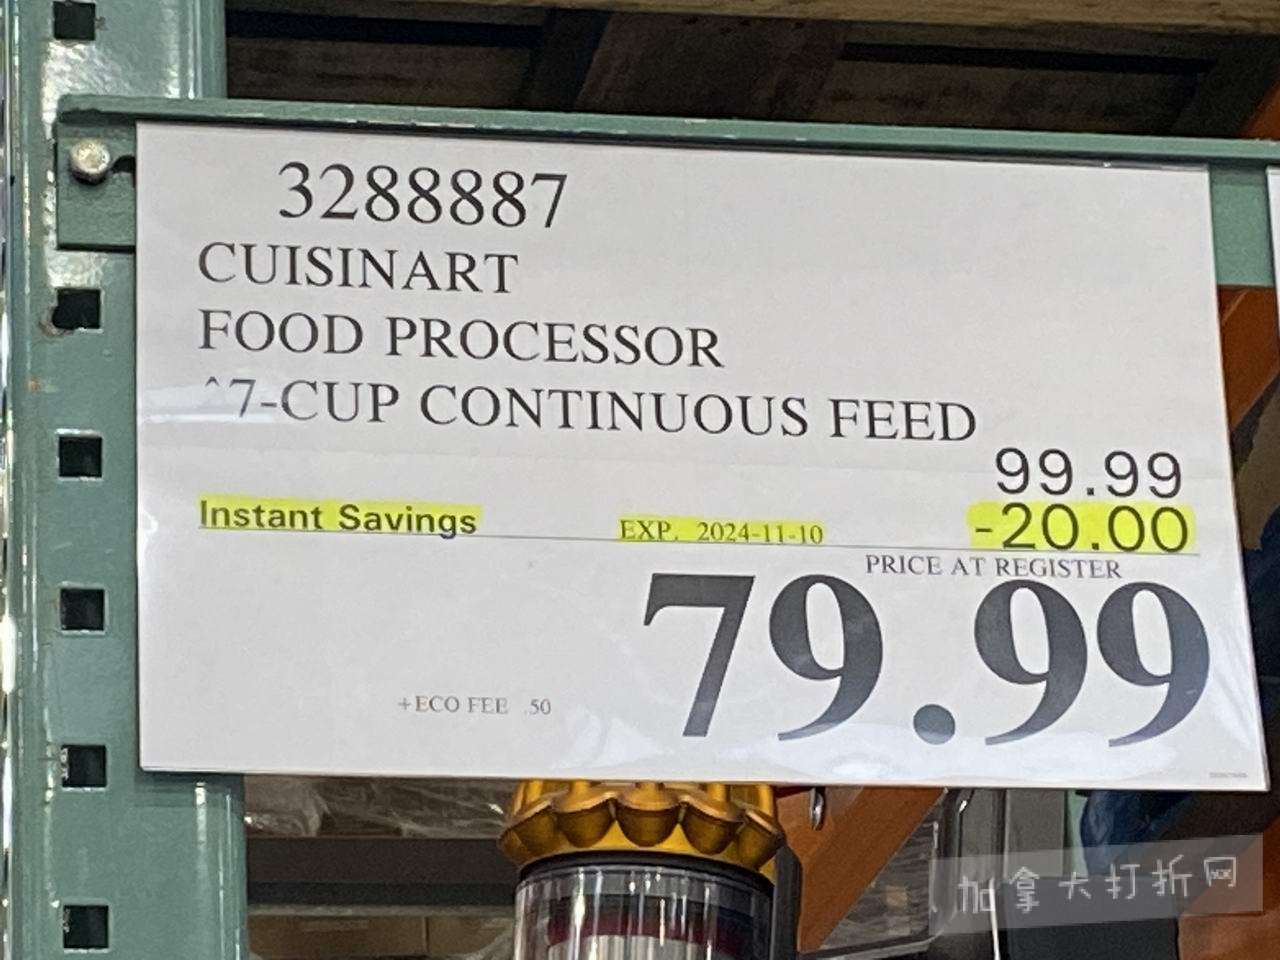 3288887
CUISINART
FOOD PROCESSOR
^7-CUP CONTINUOUS FEED
99.99
Instant Savings EXP. 2024-11-10 -20.00
PRICE AT REGISTER
79.99
+ECO FEE .50
加拿大打折网